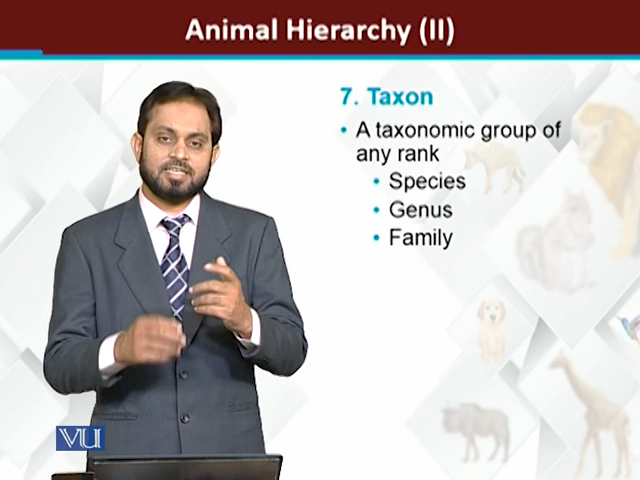 Animal Hierarchy (II)
7. Taxon
• A taxonomic group of
any rank
• Species
• Genus
• Family
VU